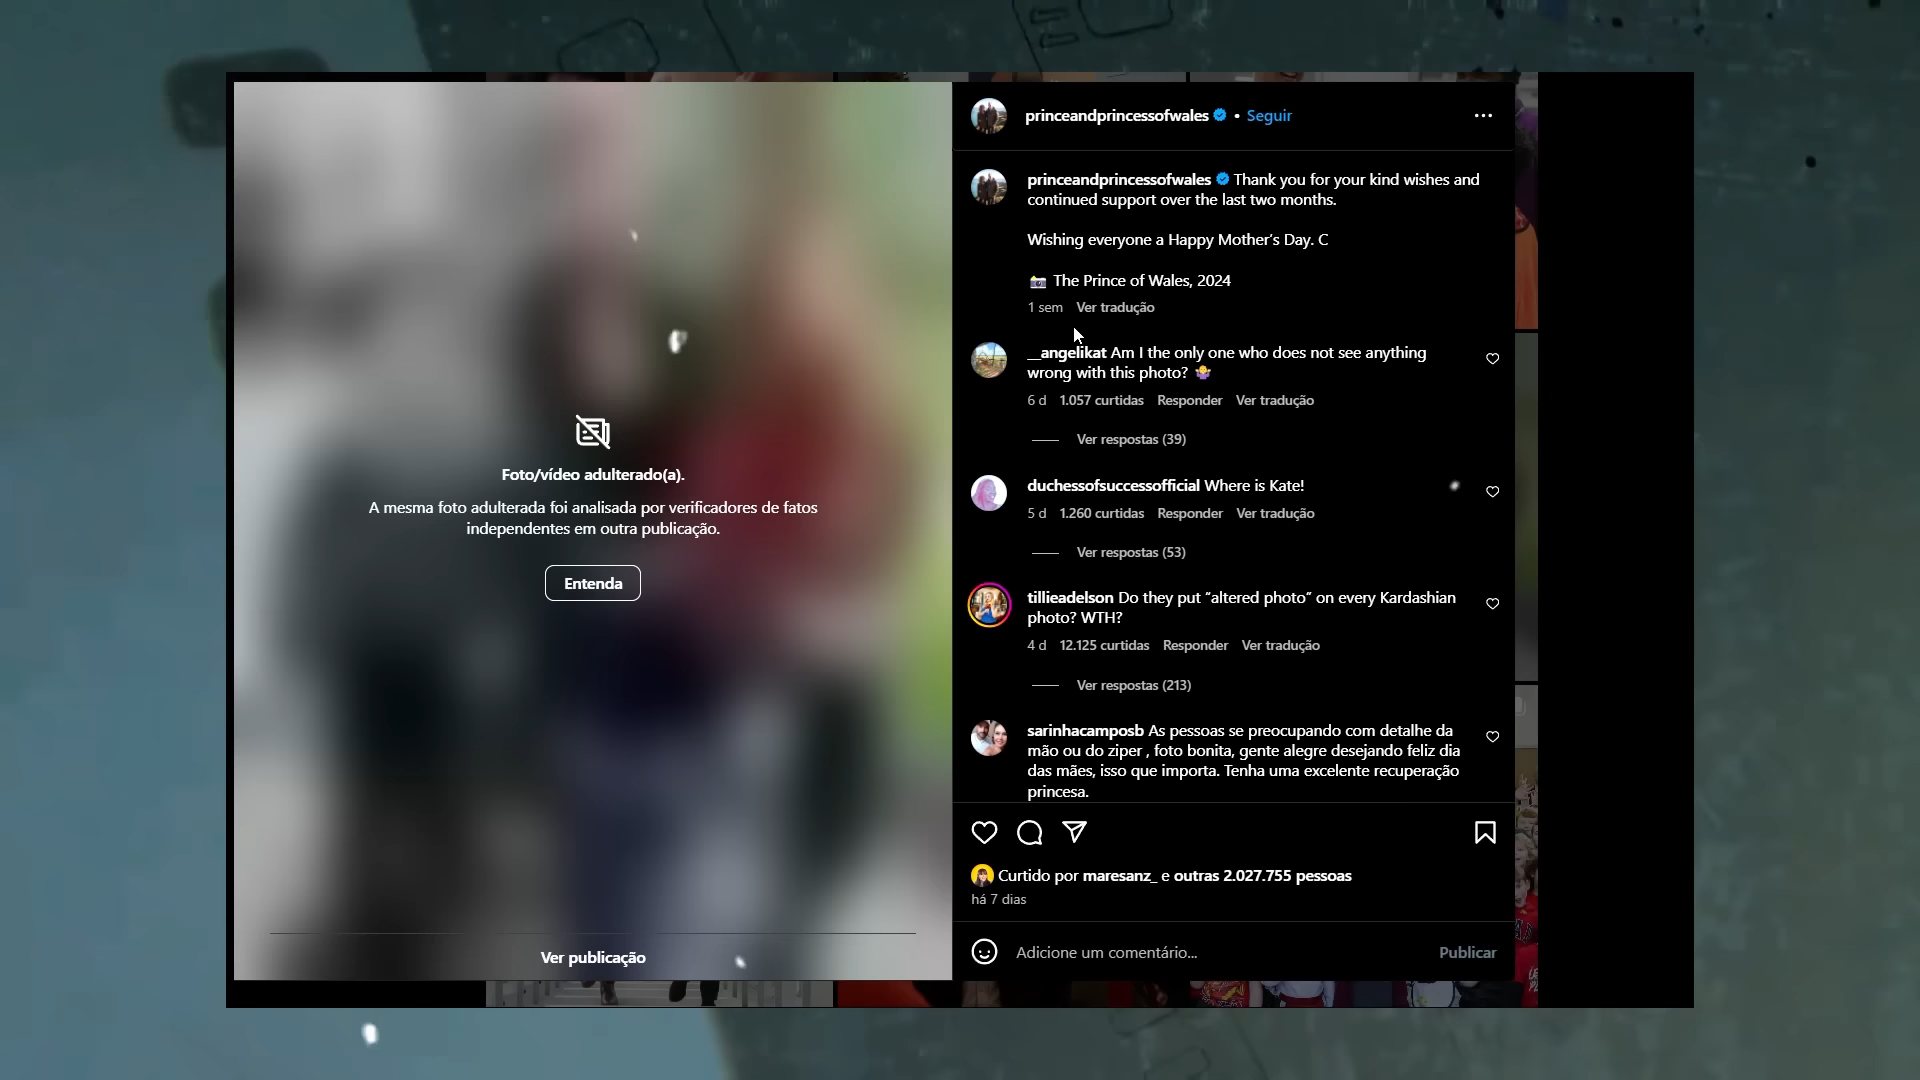 Foto/vídeo adulterado(a).
A mesma foto adulterada foi analisada por verificadores de fatos
independentes em outra publicação.
Entenda
Ver publicação
princeandprincessofwales • Seguir
princeandprincessofwales Thank you for your kind wishes and
continued support over the last two months.
Wishing everyone a Happy Mother's Day. C
📷 The Prince of Wales, 2024
1 sem Ver tradução
__angelikat Am I the only one who does not see anything
wrong with this photo? 🤷‍♀️
6 d 1.057 curtidas Responder Ver tradução
Ver respostas (39)
duchessofsuccessofficial Where is Kate!
5 d 1.260 curtidas Responder Ver tradução
Ver respostas (53)
tillieadelson Do they put “altered photo” on every Kardashian
photo? WTH?
4 d 12.125 curtidas Responder Ver tradução
Ver respostas (213)
sarinhacamposb As pessoas se preocupando com detalhe da
mão ou do ziper , foto bonita, gente alegre desejando feliz dia
das mães, isso que importa. Tenha uma excelente recuperação
princesa.
Curtido por maresanz_ e outras 2.027.755 pessoas
há 7 dias
Adicione um comentário...
Publicar